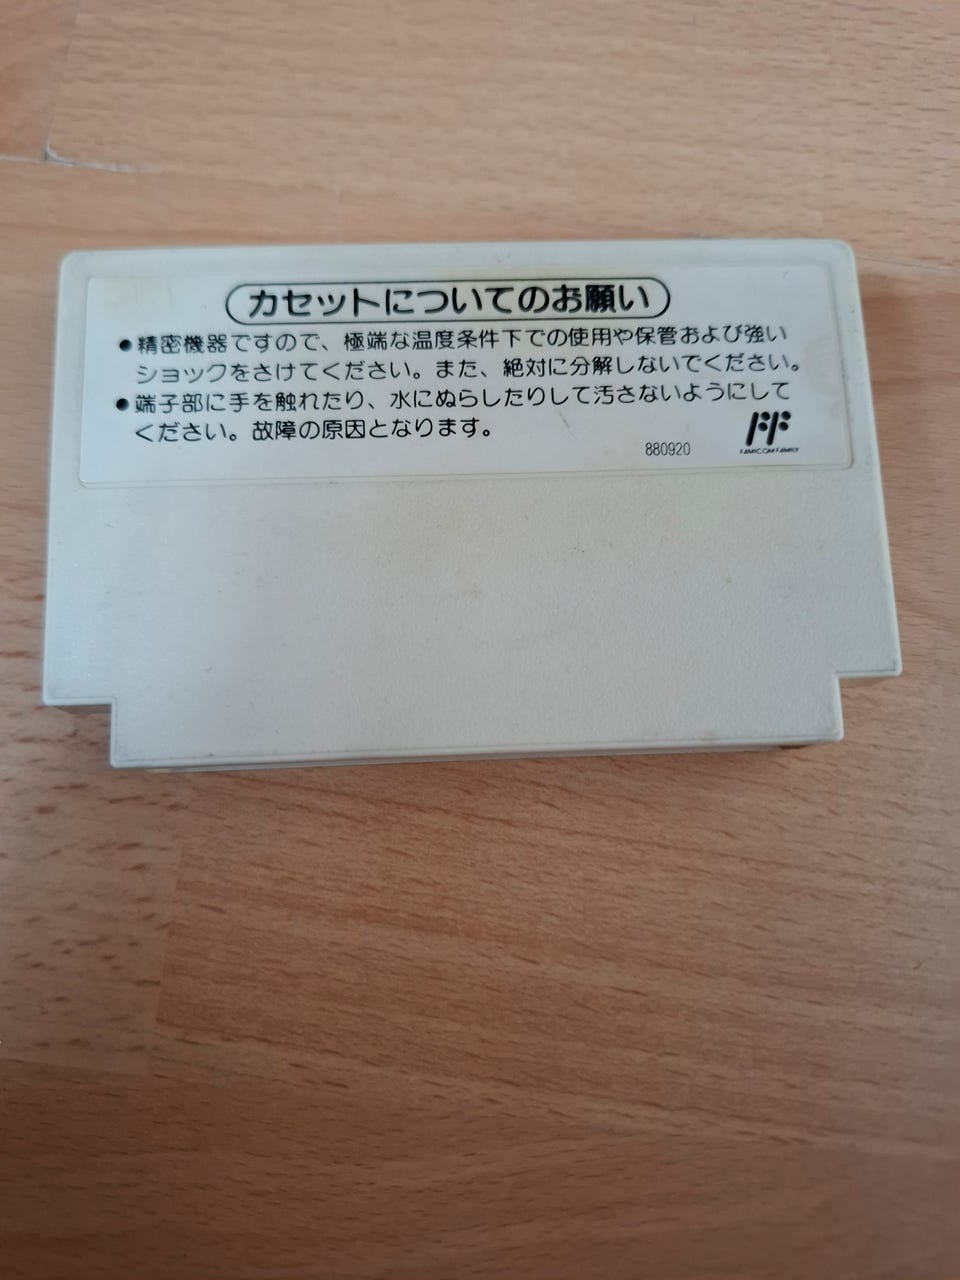 カセットについてのお願い
●精密機器ですので、極端な温度条件下での使用や保管および強い
ショックをさけてください。また、絶対に分解しないでください。
●端子部に手を触れたり、水にぬらしたりして汚さないようにして
ください。故障の原因となります。
FF
880920
FAMICOM FAMILY